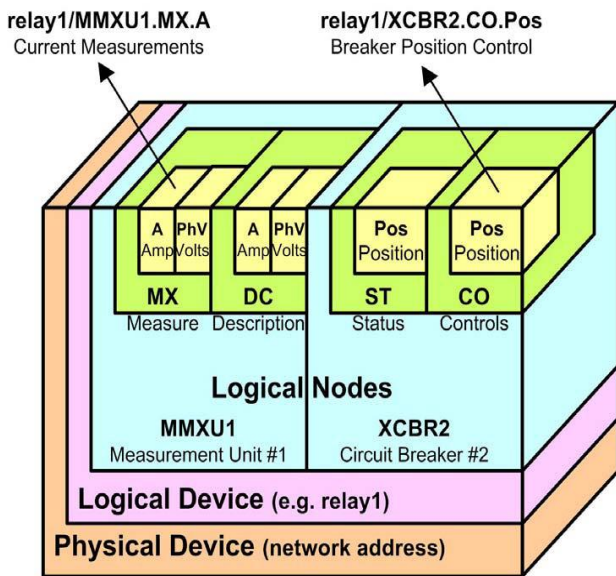 relay1/MMXU1.MX.A
Current Measurements
relay1/XCBR2.CO.Pos
Breaker Position Control
A PhV A PhV Pos Pos
Amp Volts Amp Volts Position Position
MX DC ST CO
Measure Description Status Controls
Logical Nodes
MMXU1 XCBR2
Measurement Unit #1 Circuit Breaker #2
Logical Device (e.g. relay1)
Physical Device (network address)